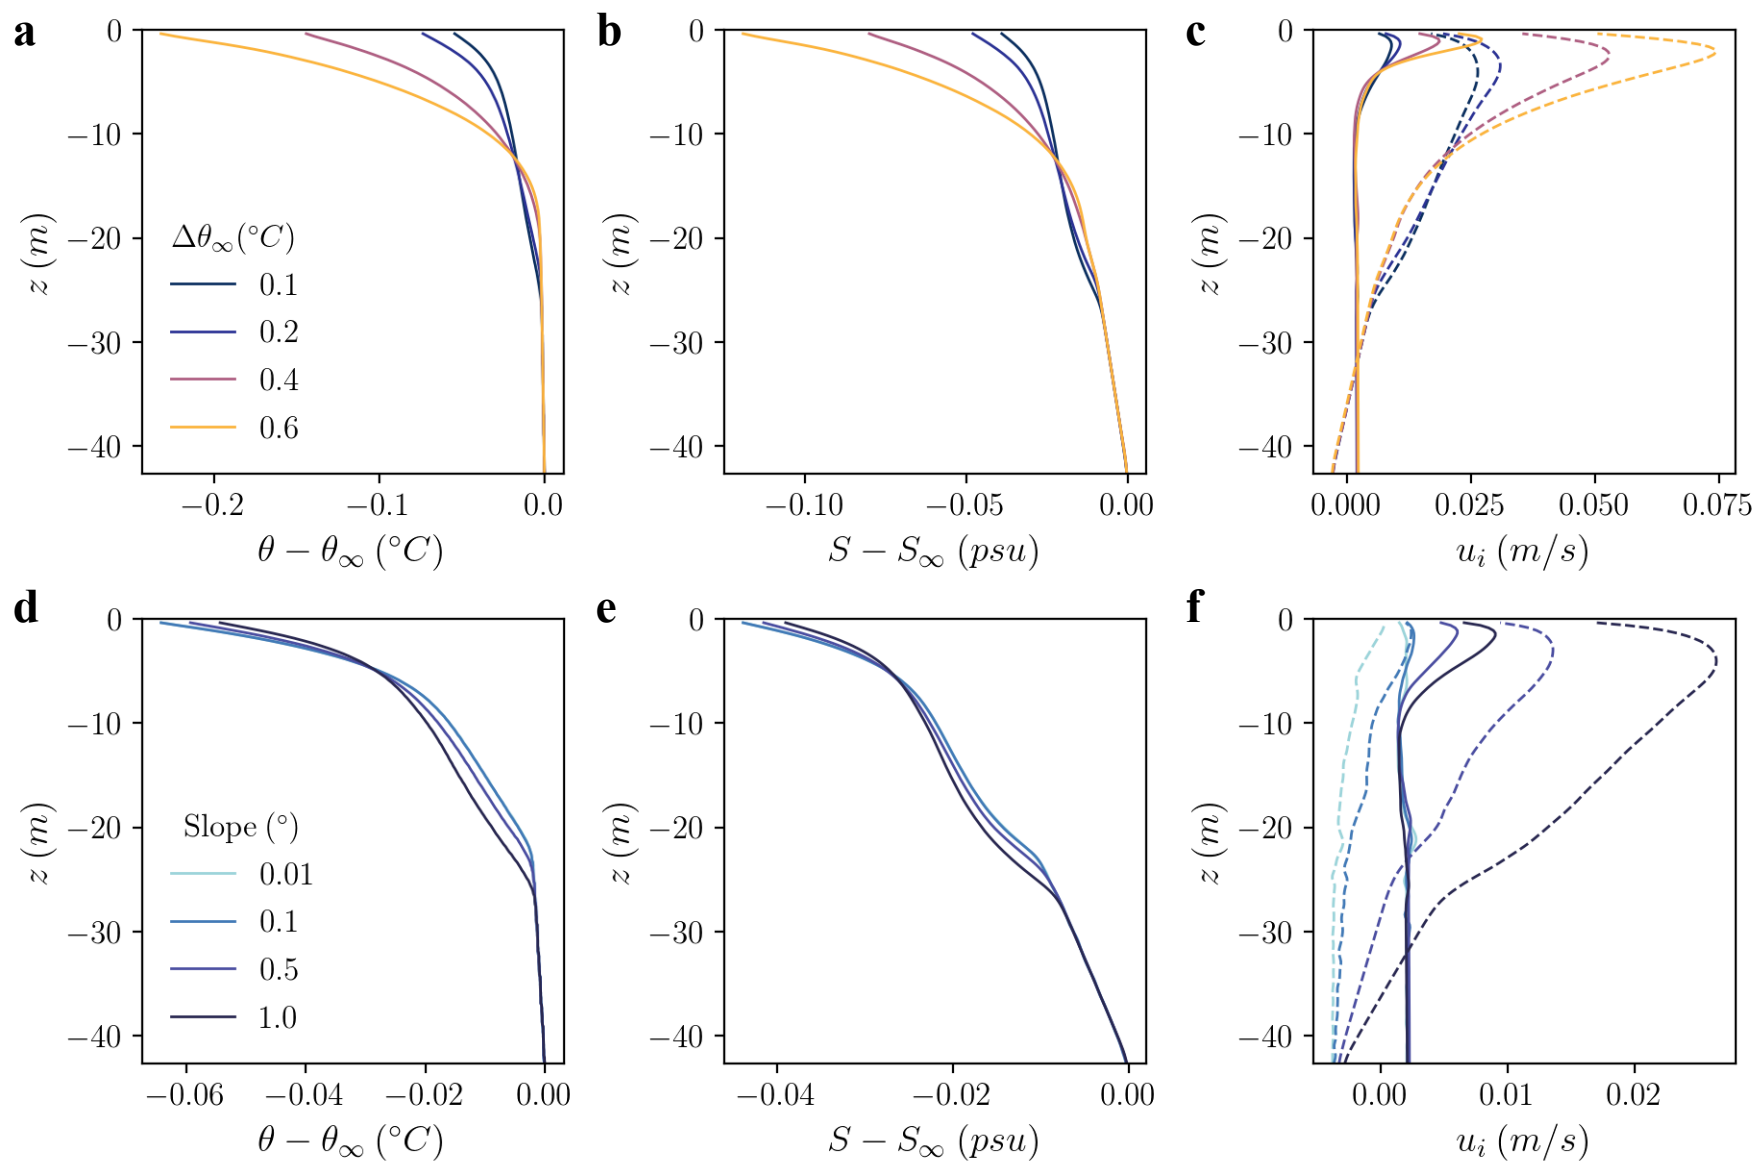 a
b
c
0
−10
−20
−30
−40
z (m)
Δθ∞(°C)
0.1
0.2
0.4
0.6
−0.2
−0.1
0.0
θ − θ∞ (°C)
0
−10
−20
−30
−40
z (m)
−0.10
−0.05
0.00
S − S∞ (psu)
0
−10
−20
−30
−40
z (m)
0.000
0.025
0.050
0.075
uᵢ (m/s)
d
e
f
0
−10
−20
−30
−40
z (m)
Slope (°)
0.01
0.1
0.5
1.0
−0.06
−0.04
−0.02
0.00
θ − θ∞ (°C)
0
−10
−20
−30
−40
z (m)
−0.04
−0.02
0.00
S − S∞ (psu)
0
−10
−20
−30
−40
z (m)
0.00
0.01
0.02
uᵢ (m/s)